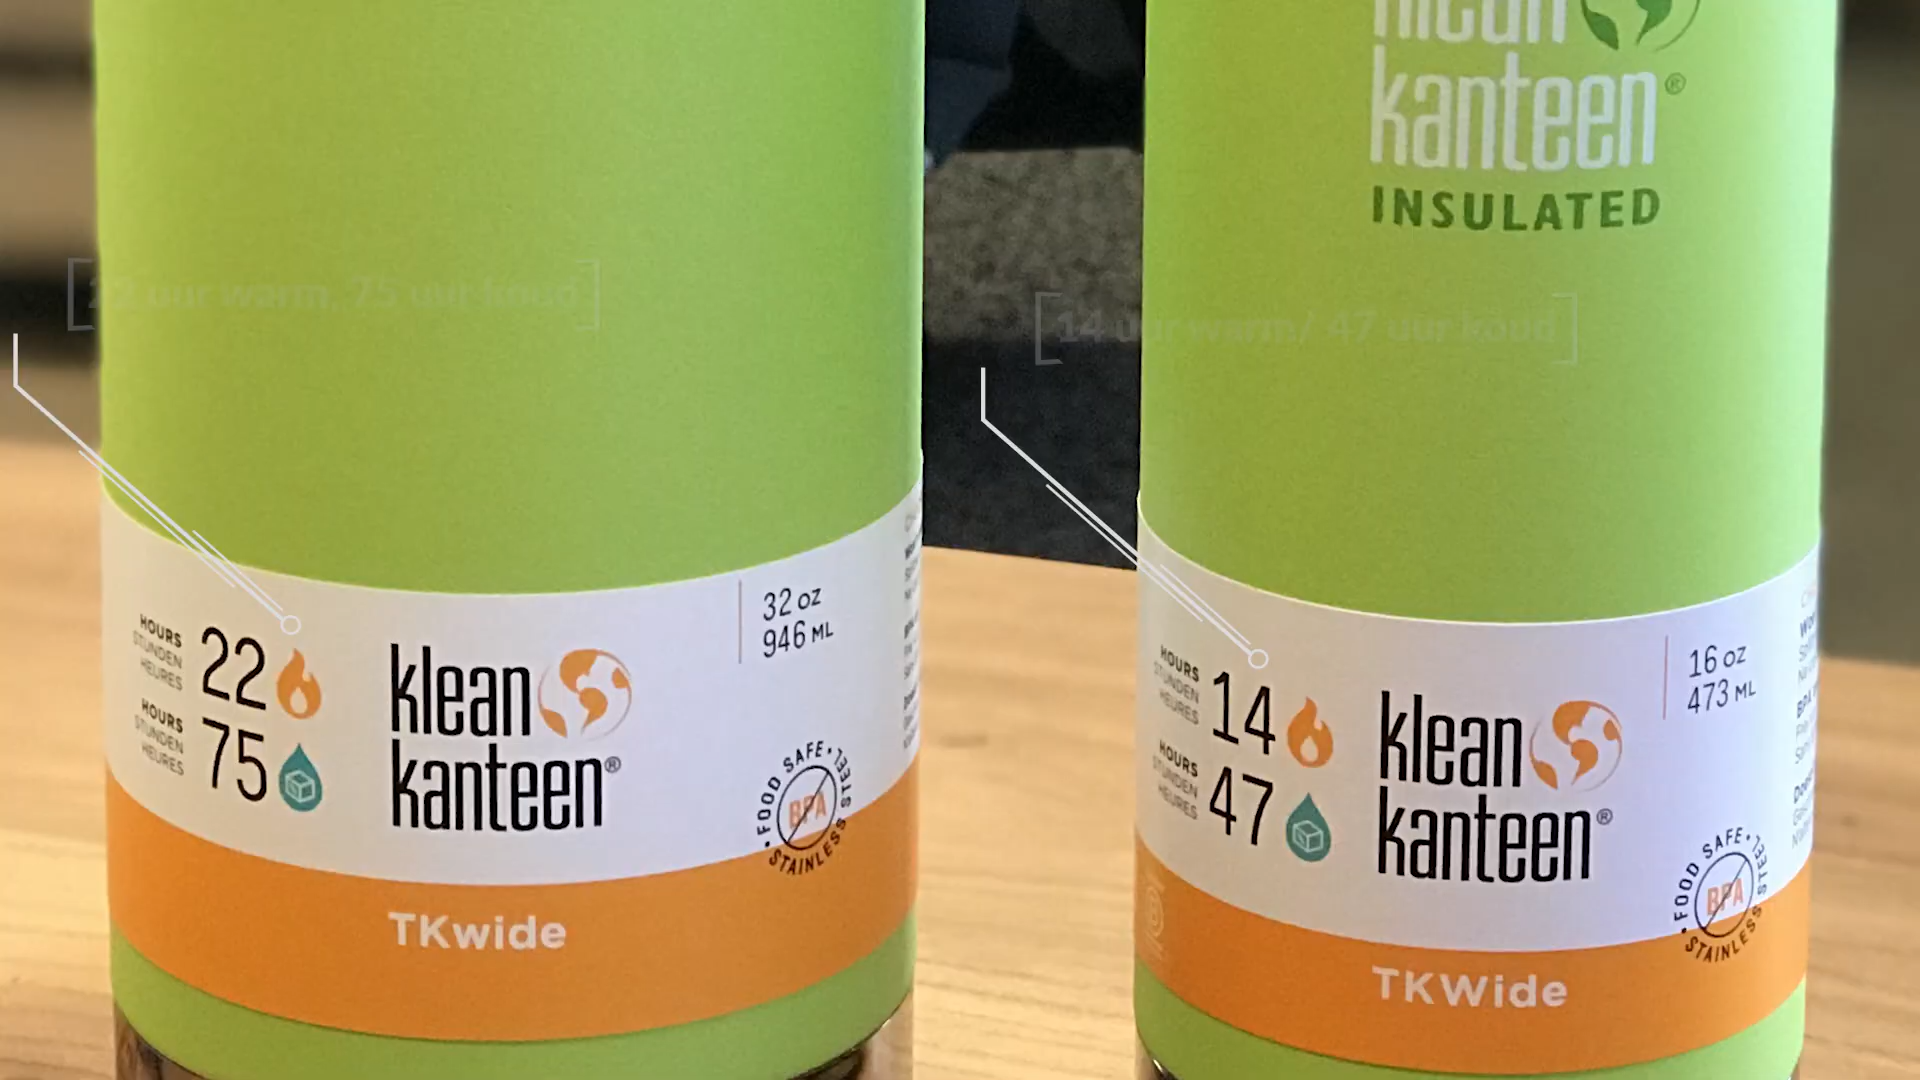 klean
kanteen®
INSULATED
[22 uur warm, 75 uur koud]
[14 uur warm/ 47 uur koud]
HOURS
STUNDEN
HEURES
22
HOURS
STUNDEN
HEURES
75
klean
kanteen®
32 oz
946 ML
• FOOD SAFE • STAINLESS STEEL
BPA
TKwide
HOURS
STUNDEN
HEURES
14
HOURS
STUNDEN
HEURES
47
klean
kanteen®
16 oz
473 ML
• FOOD SAFE • STAINLESS STEEL
BPA
TKWide